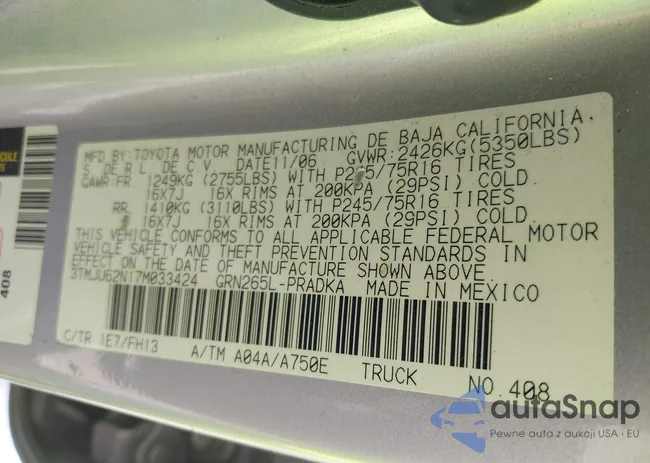 MFD.BY:TOYOTA MOTOR MANUFACTURING DE BAJA CALIFORNIA.
S. DE R.L. DE C.V. DATE11/06 GVWR:2426KG(5350LBS)
GAWR FR 1249KG (2755LBS) WITH P245/75R16 TIRES
16X7J 16X RIMS AT 200KPA (29PSI) COLD
RR 1410KG (3110LBS) WITH P245/75R16 TIRES
16X7J 16X RIMS AT 200KPA (29PSI) COLD
THIS VEHICLE CONFORMS TO ALL APPLICABLE FEDERAL MOTOR
VEHICLE SAFETY AND THEFT PREVENTION STANDARDS IN
EFFECT ON THE DATE OF MANUFACTURE SHOWN ABOVE.
3TMJU62N17M033424 GRN265L-PRADKA MADE IN MEXICO
C/TR 1E7/FH13 A/TM A04A/A750E TRUCK NO.408
408
autaSnap
Pewne auta z aukcji USA i EU